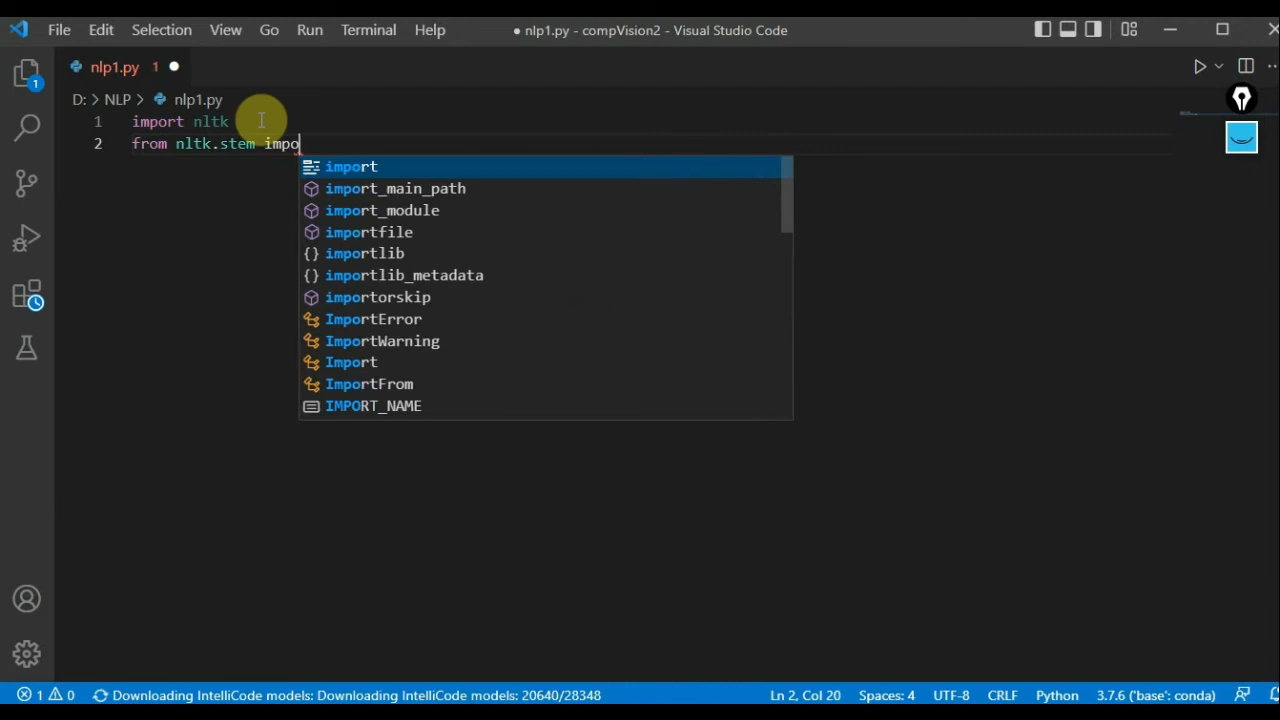 File Edit Selection View Go Run Terminal Help ● nlp1.py - compVision2 - Visual Studio Code
nlp1.py 1
D: > NLP > nlp1.py
1 import nltk
2 from nltk.stem impo
import
import_main_path
import_module
importfile
importlib
importlib_metadata
importorskip
ImportError
ImportWarning
Import
ImportFrom
IMPORT_NAME
1
1 0 Downloading IntelliCode models: Downloading IntelliCode models: 20640/28348 Ln 2, Col 20 Spaces: 4 UTF-8 CRLF Python 3.7.6 ('base': conda)